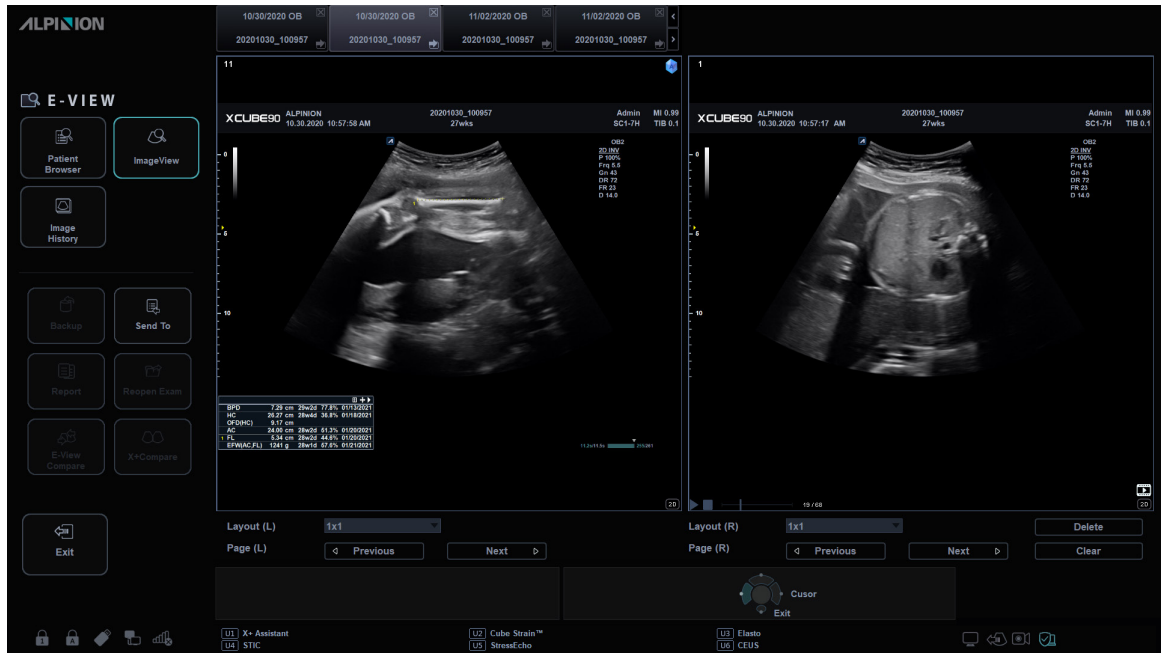 ALPINION
10/30/2020 OB
20201030_100957
10/30/2020 OB
20201030_100957
11/02/2020 OB
20201030_100957
11/02/2020 OB
20201030_100957
E-VIEW
Patient Browser
ImageView
Image History
Backup
Send To
Report
Reopen Exam
E-View Compare
X+Compare
Exit
11
XCUBE90 ALPINION 20201030_100957 Admin MI 0.99
10.30.2020 10:57:58 AM 27wks SC1-7H TIB 0.1
OB2
2D INV
P 100%
Frq 5.5
Gn 43
DR 72
FR 23
D 14.0
0
5
10
BPD 7.29 cm 29w2d 77.8% 01/13/2021
HC 26.27 cm 28w4d 36.8% 01/18/2021
OFD(HC) 9.17 cm
AC 24.00 cm 28w2d 51.3% 01/20/2021
1 FL 5.34 cm 28w2d 44.6% 01/20/2021
EFW(AC,FL) 1241 g 28w1d 57.6% 01/21/2021
2D
1
XCUBE90 ALPINION 20201030_100957 Admin MI 0.99
10.30.2020 10:57:17 AM 27wks SC1-7H TIB 0.1
OB2
2D INV
P 100%
Frq 5.5
Gn 43
DR 72
FR 23
D 14.0
0
5
10
19 / 68
2D
Layout (L) 1x1
Page (L) Previous Next
Layout (R) 1x1 Delete
Page (R) Previous Next Clear
Cusor
Exit
U1 X+ Assistant
U4 STIC
U2 Cube Strain™
U5 StressEcho
U3 Elasto
U6 CEUS